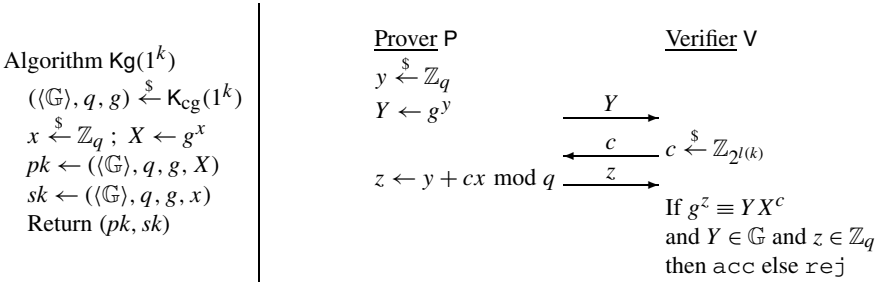 Algorithm Kg(1^k)
(⟨𝔾⟩, q, g) ←$ K_cg(1^k)
x ←$ ℤ_q ; X ← g^x
pk ← (⟨𝔾⟩, q, g, X)
sk ← (⟨𝔾⟩, q, g, x)
Return (pk, sk)
Prover P Verifier V
y ←$ ℤ_q
Y ← g^y Y
c c ←$ ℤ_{2^{l(k)}}
z ← y + cx mod q z
If g^z ≡ Y X^c
and Y ∈ 𝔾 and z ∈ ℤ_q
then acc else rej